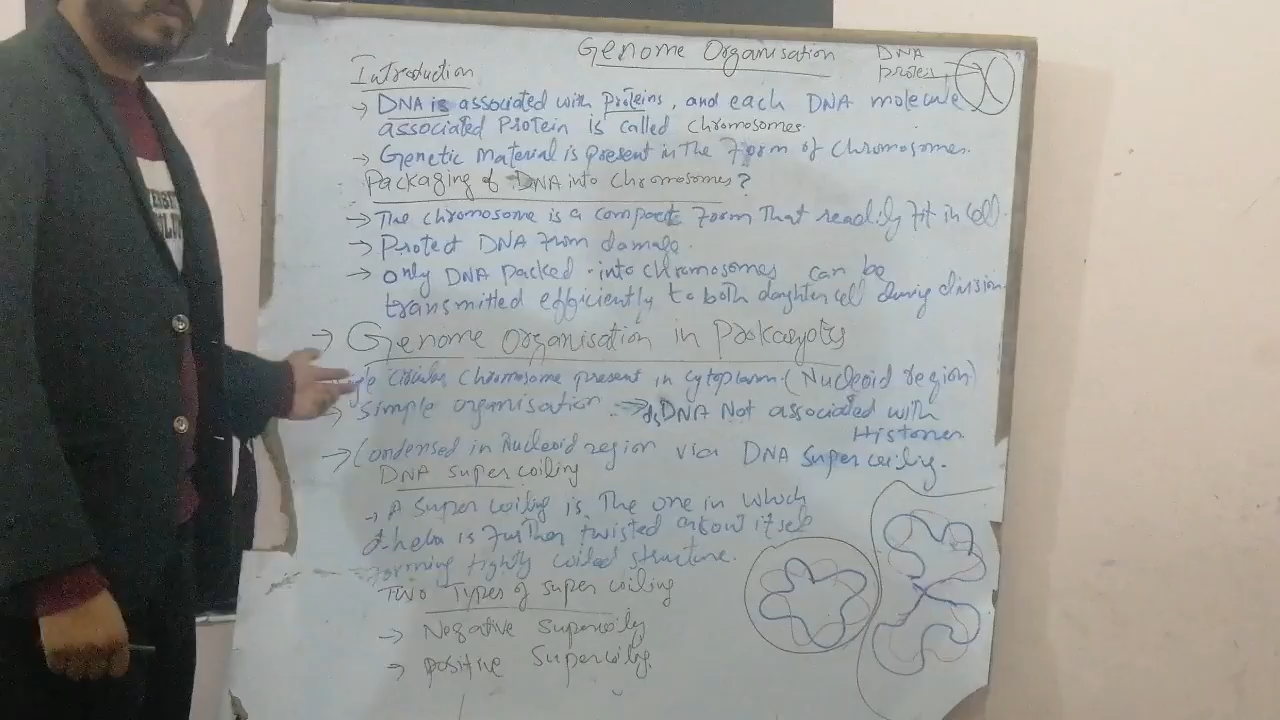 Genome Organisation
DNA
protein
Introduction
→ DNA is associated with proteins, and each DNA molecule
associated Protein is called chromosomes.
→ Genetic Material is present in The Form of Chromosomes.
Packaging of DNA into Chromosomes?
→ The chromosome is a compact Form That readily fit in cell.
→ Protect DNA From damage.
→ only DNA packed into chromosomes can be
transmitted efficiently to both daughter cell during division
→ Genome Organisation in Prokaryotes
circular Chromosome present in cytoplasm. (Nucleoid region)
→ Simple organisation → ds DNA Not associated with
Histones
→ Condensed in Nucleoid region via DNA Super coiling.
DNA super coiling
→ A Super coiling is The one in which
d-helix is Further twisted about itself
Forming tightly coiled structure.
Two Types of super coiling
→ Negative supercoiling
→ positive supercoiling